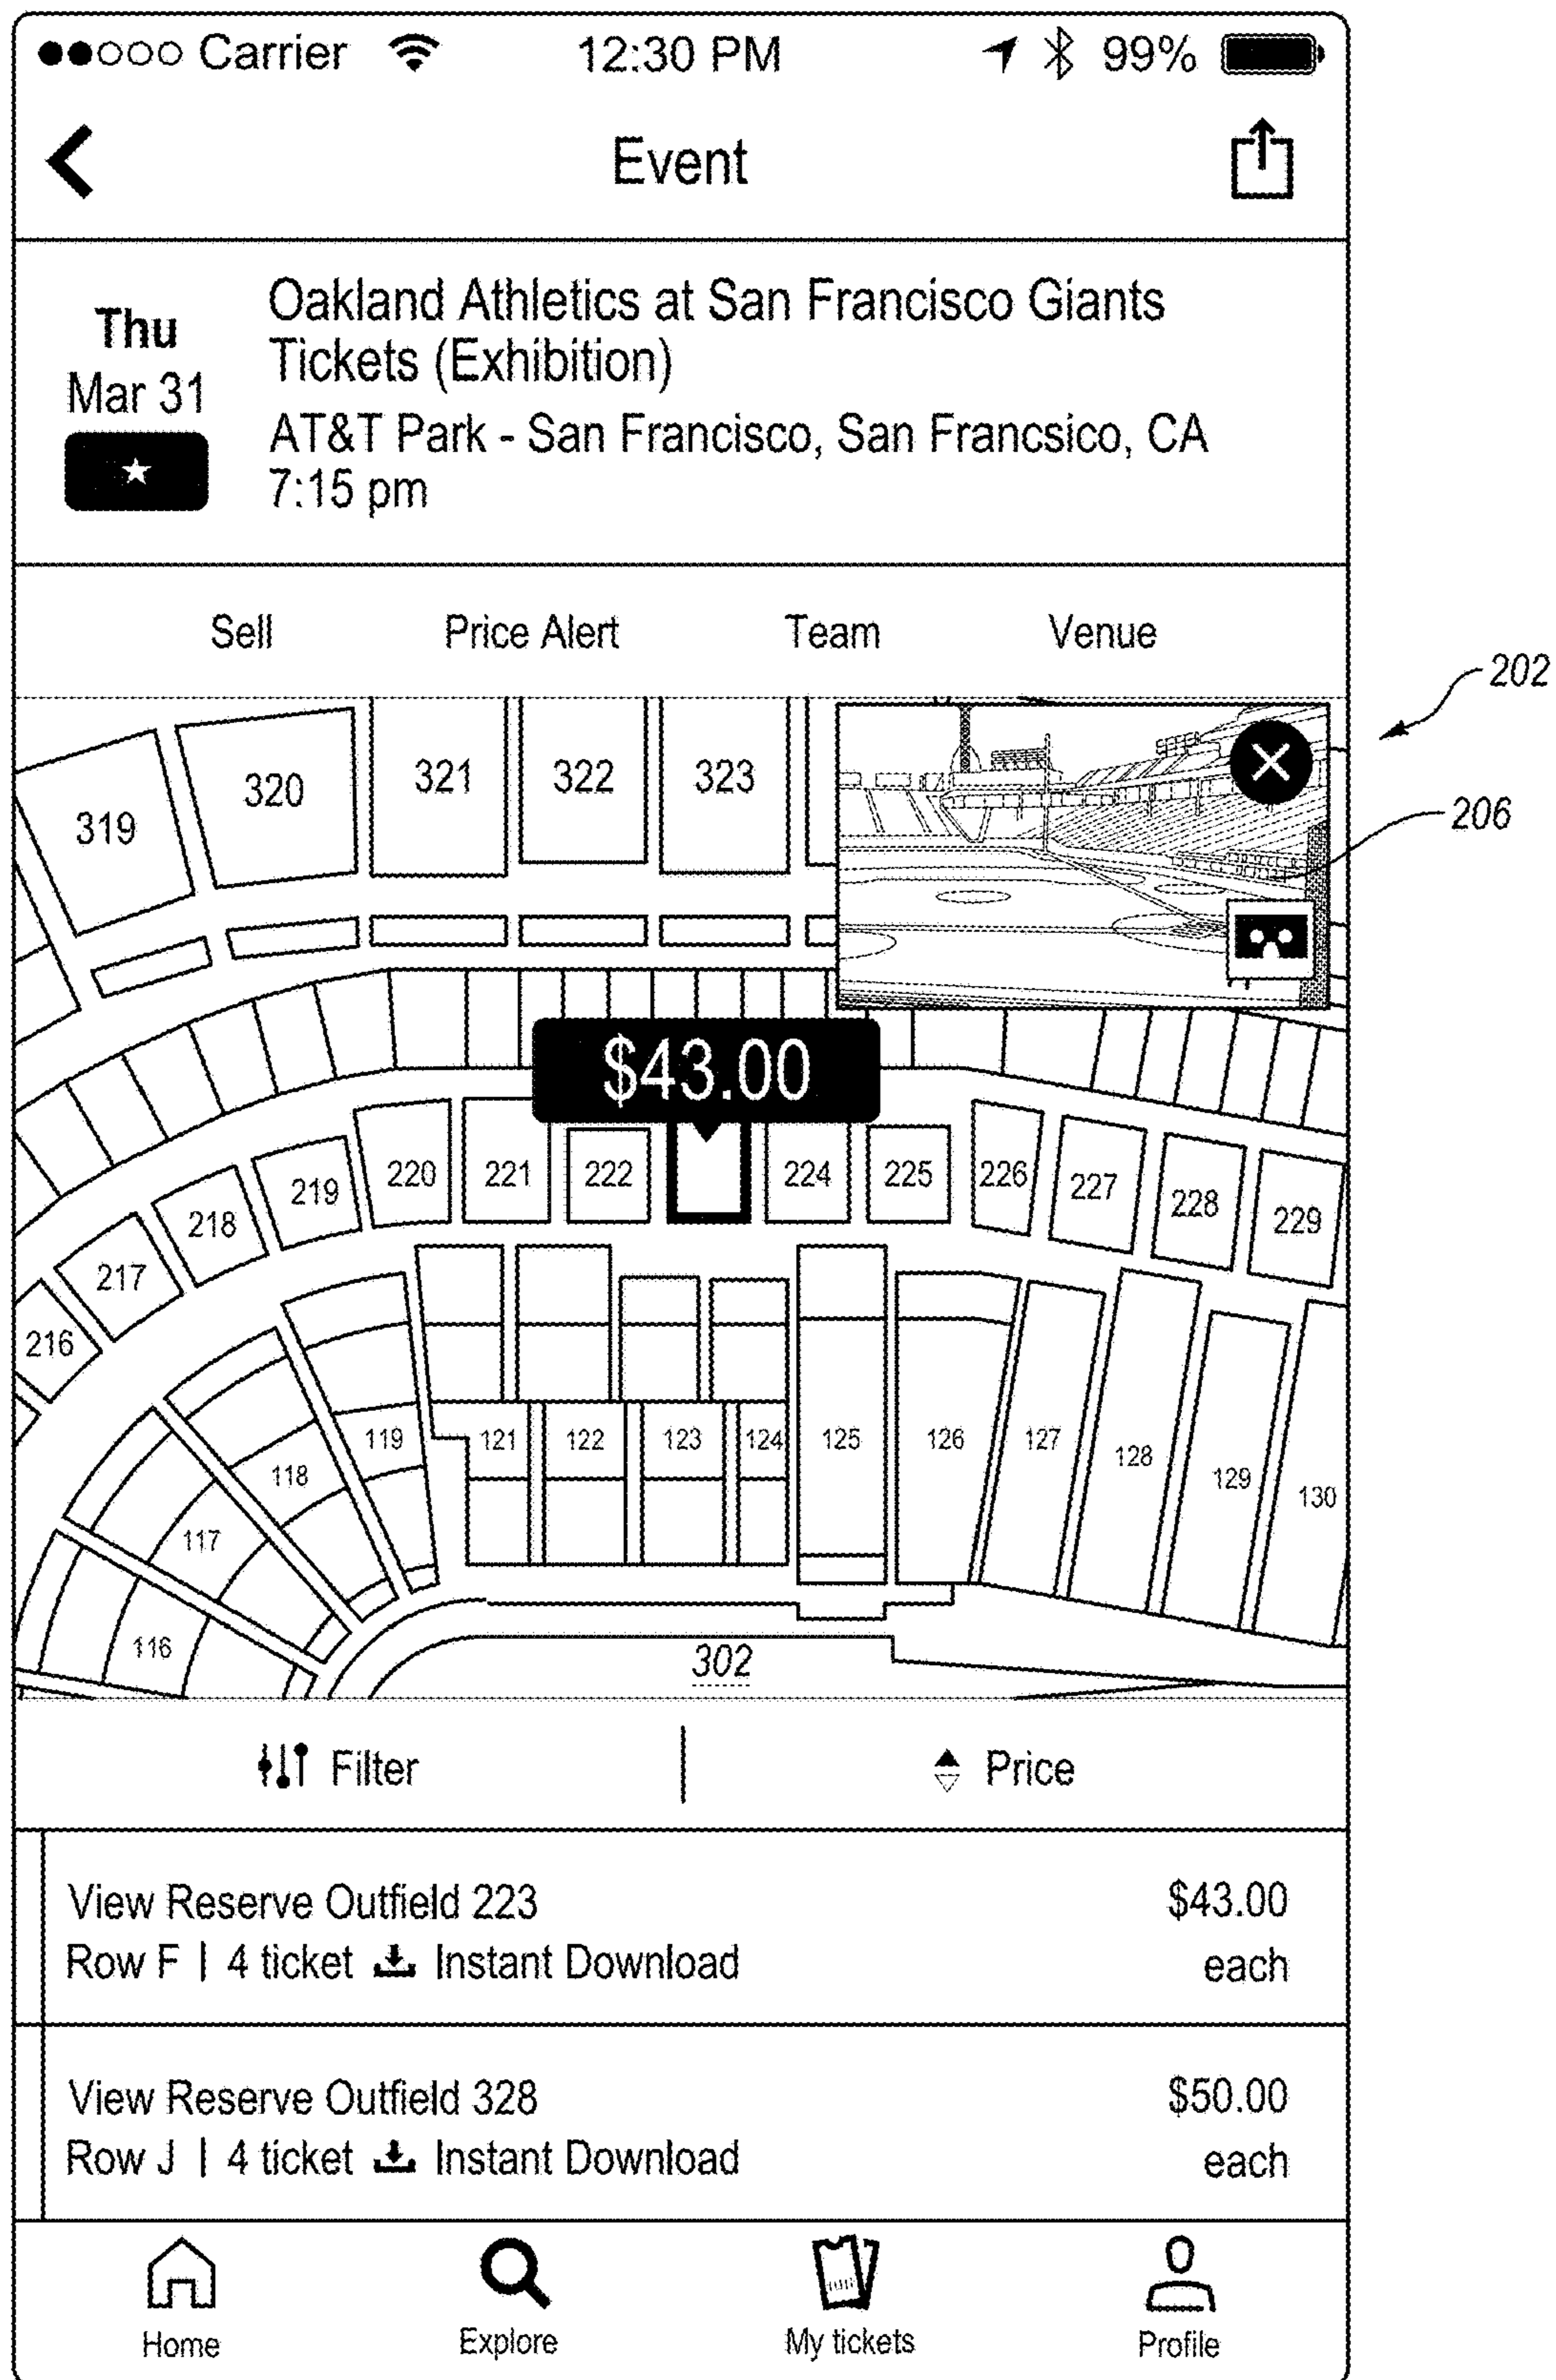 Carrier 12:30 PM 99%
Event
Thu
Mar 31
Oakland Athletics at San Francisco Giants
Tickets (Exhibition)
AT&T Park - San Francisco, San Francsico, CA
7:15 pm
Sell Price Alert Team Venue
202
206
319 320 321 322 323
$43.00
216 217 218 219 220 221 222 224 225 226 227 228 229
116 117 118 119 121 122 123 124 125 126 127 128 129 130
302
Filter | Price
View Reserve Outfield 223 $43.00
Row F | 4 ticket Instant Download each
View Reserve Outfield 328 $50.00
Row J | 4 ticket Instant Download each
Home Explore My tickets Profile